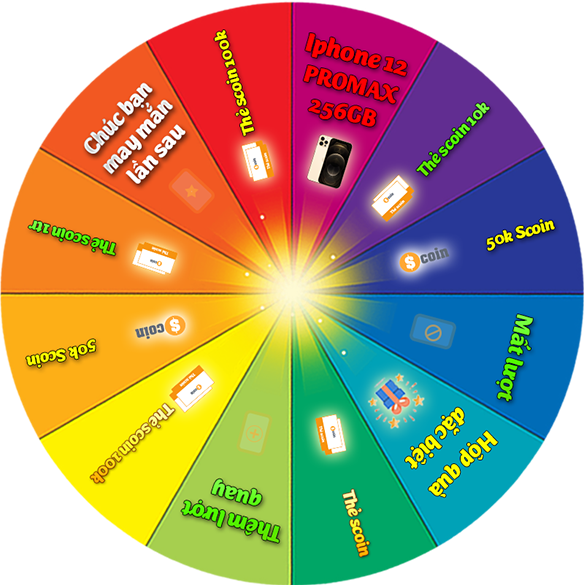 Iphone 12
PROMAX
256GB
Thẻ scoin 10k
50k Scoin
coin
Mất lượt
Hộp quà
đặc biệt
Thẻ scoin
Thêm lượt
quay
Thẻ scoin 100k
50k Scoin
coin
Thẻ scoin 1tr
Chúc bạn
may mắn
lần sau
Thẻ scoin 100k